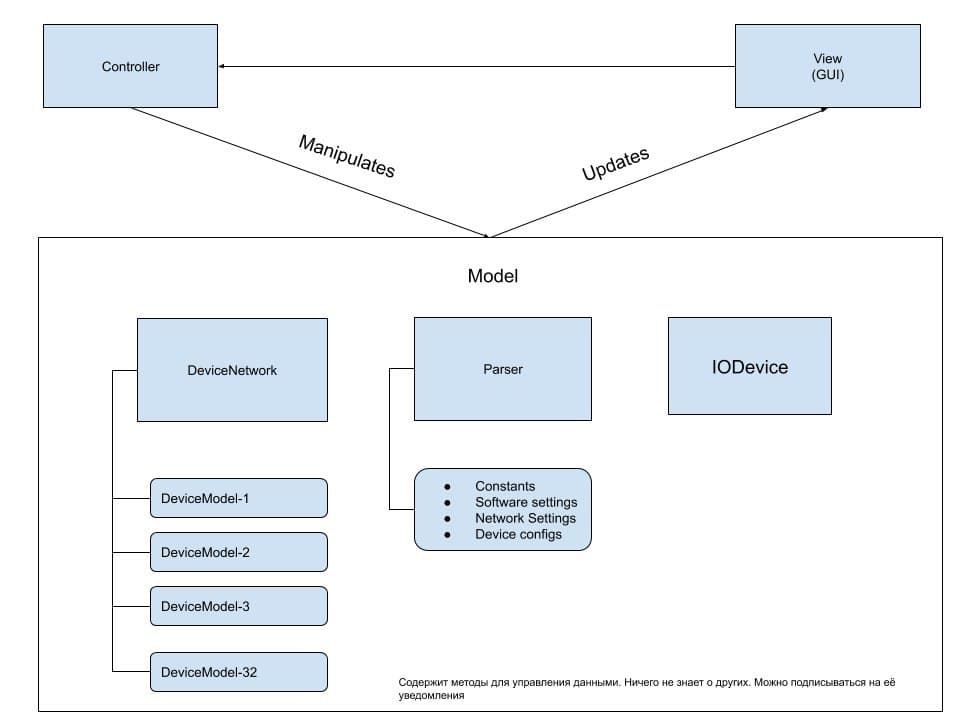 Controller
View
(GUI)
Manipulates
Updates
Model
DeviceNetwork
Parser
IODevice
DeviceModel-1
DeviceModel-2
DeviceModel-3
DeviceModel-32
● Constants
● Software settings
● Network Settings
● Device configs
Содержит методы для управления данными. Ничего не знает о других. Можно подписываться на её
уведомления